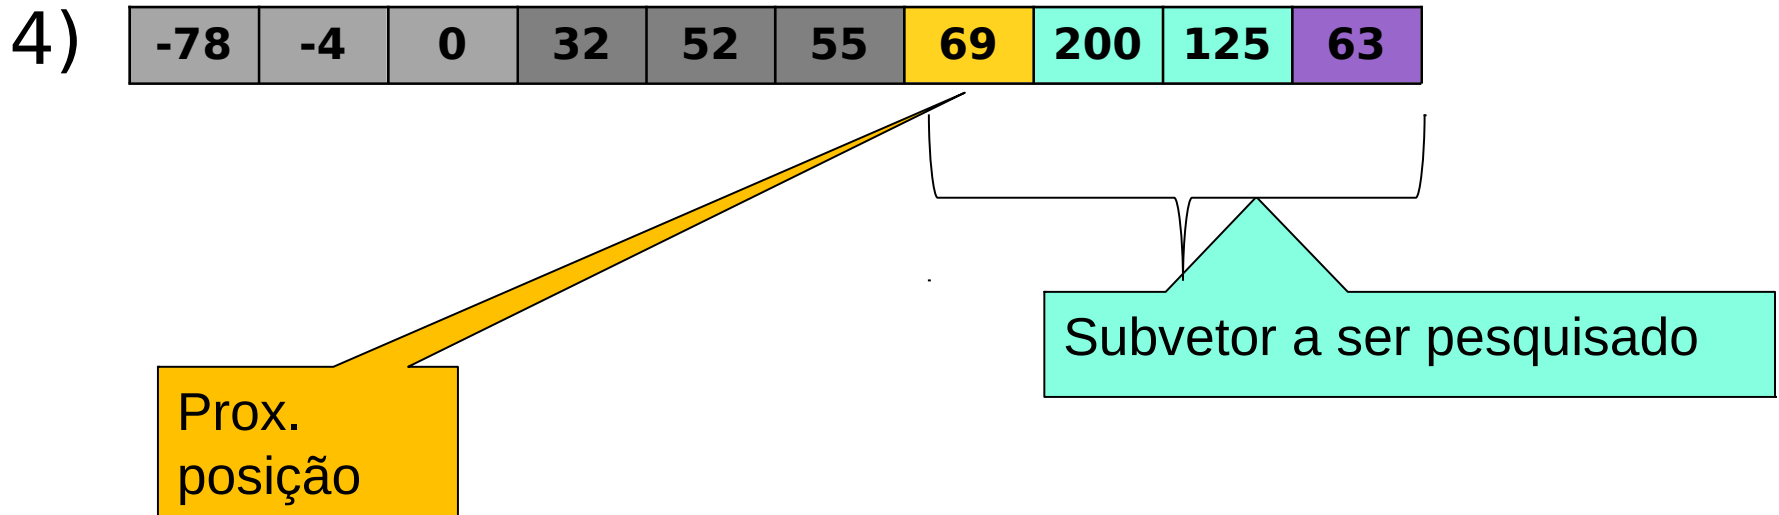 4) -78 -4 0 32 52 55 69 200 125 63
Subvetor a ser pesquisado
Prox.
posição